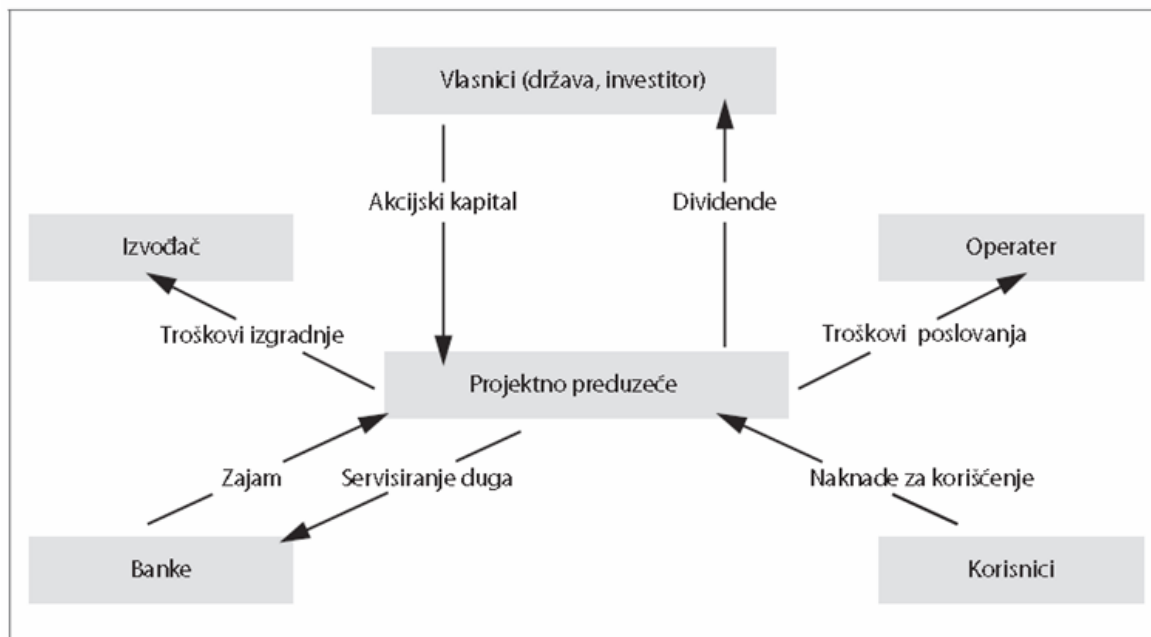 Vlasnici (država, investitor)
Akcijski kapital
Dividende
Izvođač
Operater
Troškovi izgradnje
Troškovi poslovanja
Projektno preduzeče
Zajam
Servisiranje duga
Naknade za korišćenje
Banke
Korisnici